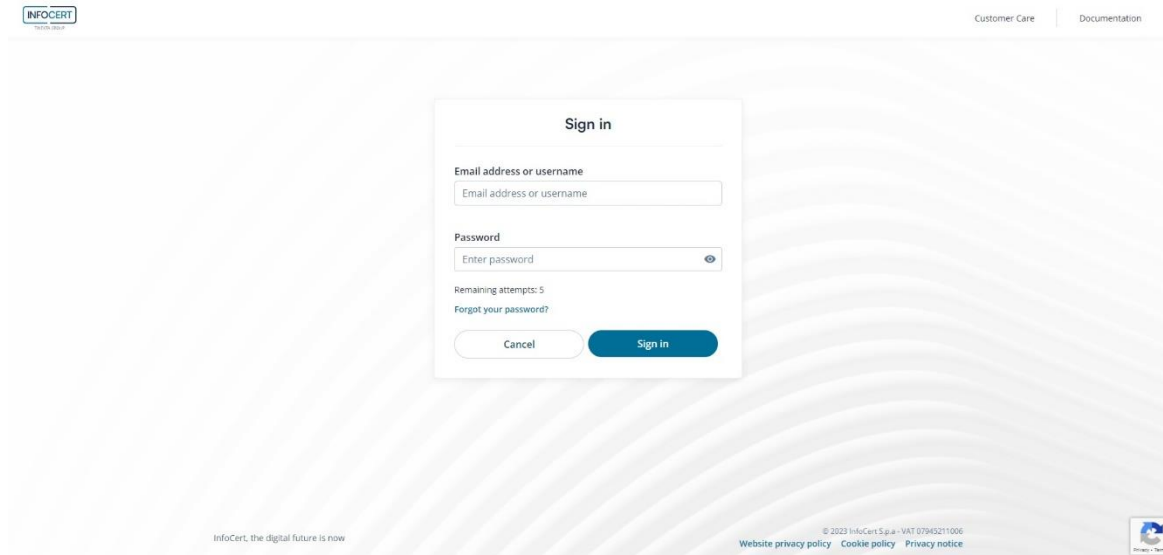 INFOCERT
TINEXTA GROUP
Customer Care
Documentation
Sign in
Email address or username
Email address or username
Password
Enter password
Remaining attempts: 5
Forgot your password?
Cancel
Sign in
InfoCert, the digital future is now
© 2023 InfoCert S.p.a - VAT 07945211006
Website privacy policy Cookie policy Privacy notice